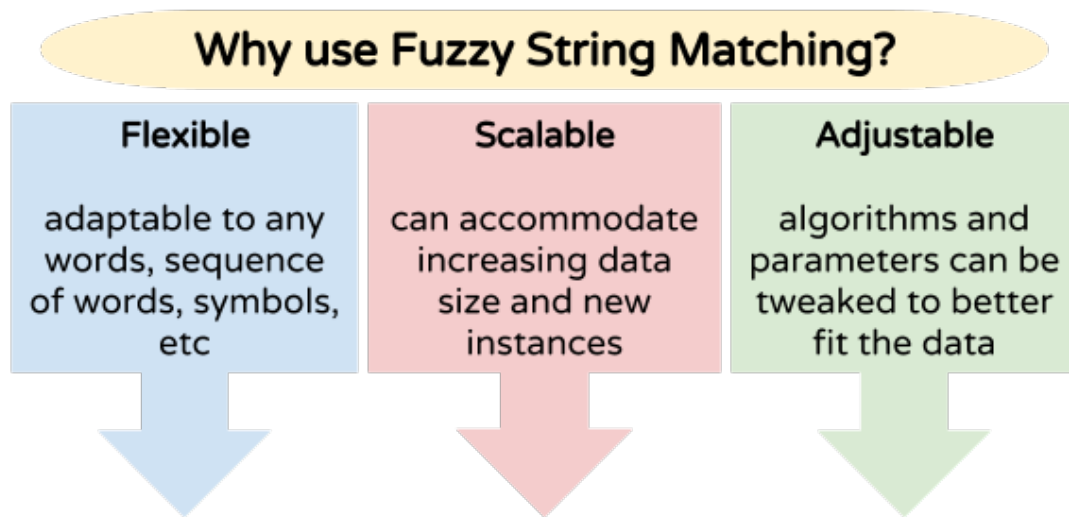 Why use Fuzzy String Matching?
Flexible
adaptable to any
words, sequence
of words, symbols,
etc
Scalable
can accommodate
increasing data
size and new
instances
Adjustable
algorithms and
parameters can be
tweaked to better
fit the data